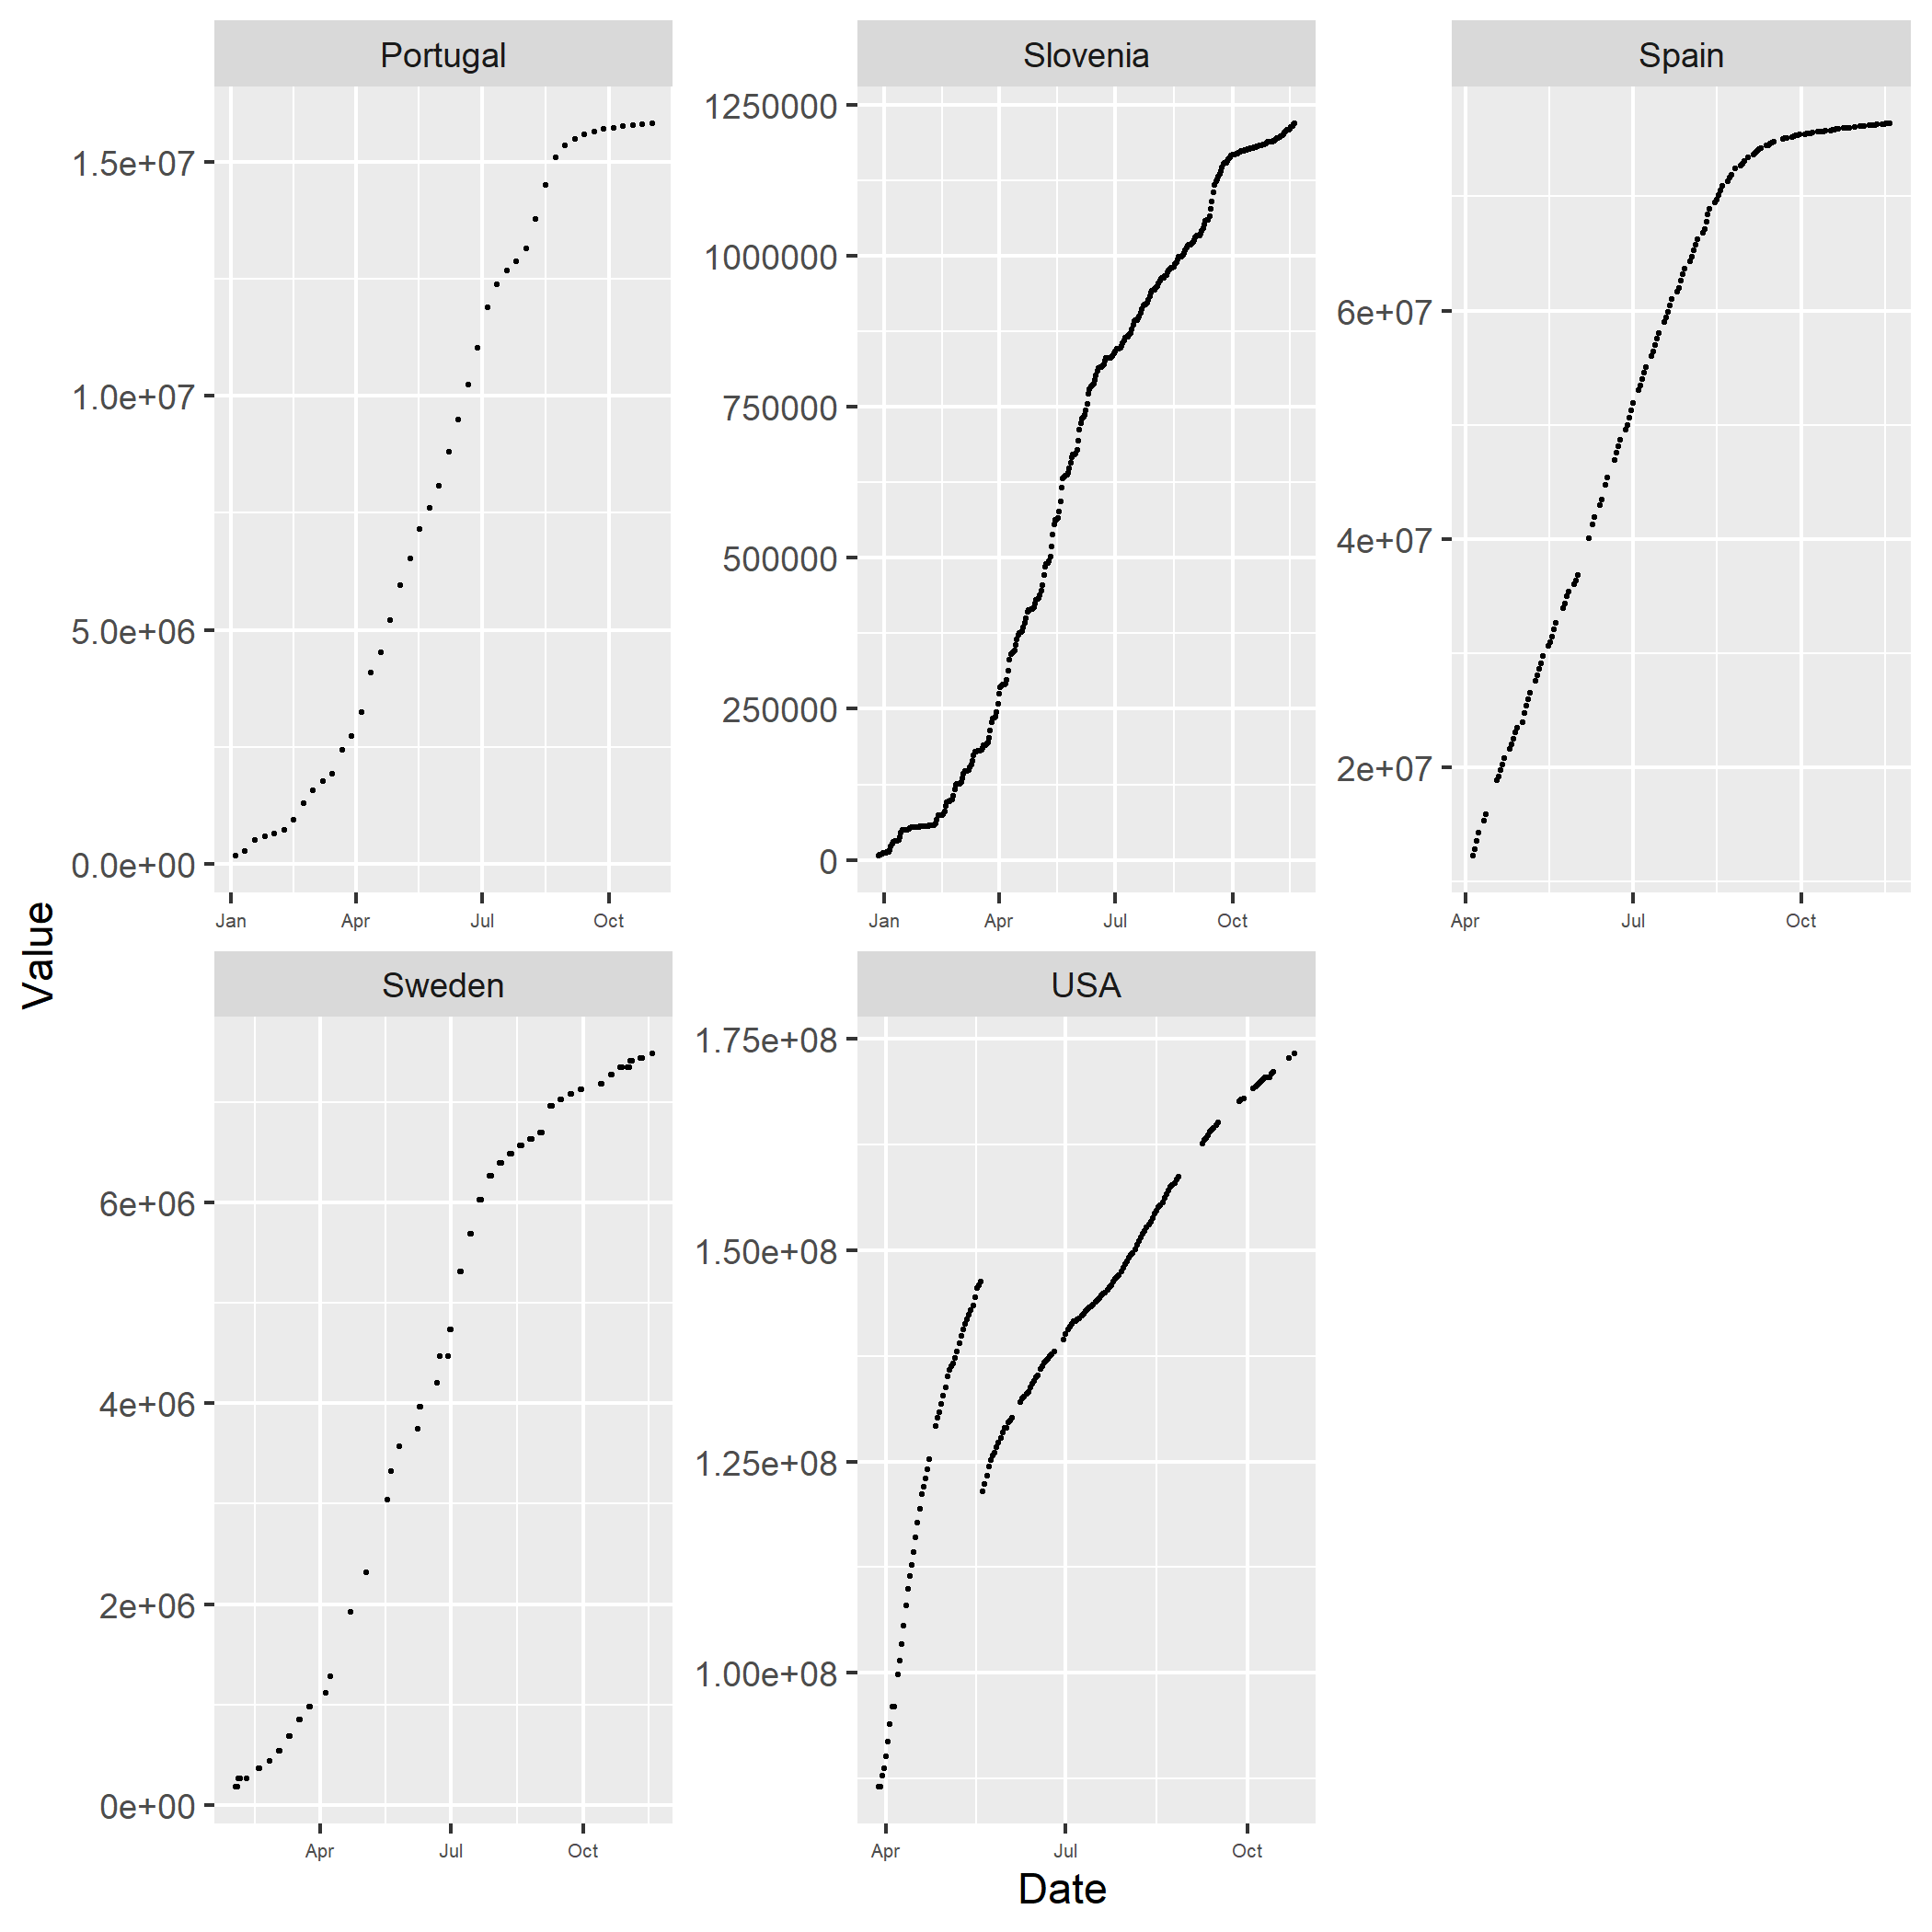 Portugal
Slovenia
Spain
1.5e+07
1.0e+07
5.0e+06
0.0e+00
Jan Apr Jul Oct
1250000
1000000
750000
500000
250000
0
Jan Apr Jul Oct
6e+07
4e+07
2e+07
Apr Jul Oct
Value
Sweden
USA
6e+06
4e+06
2e+06
0e+00
Apr Jul Oct
1.75e+08
1.50e+08
1.25e+08
1.00e+08
Apr Jul Oct
Date